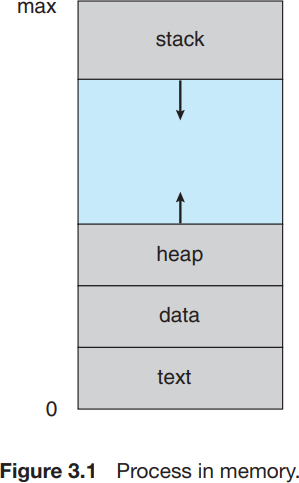 max
stack
heap
data
text
0
Figure 3.1 Process in memory.